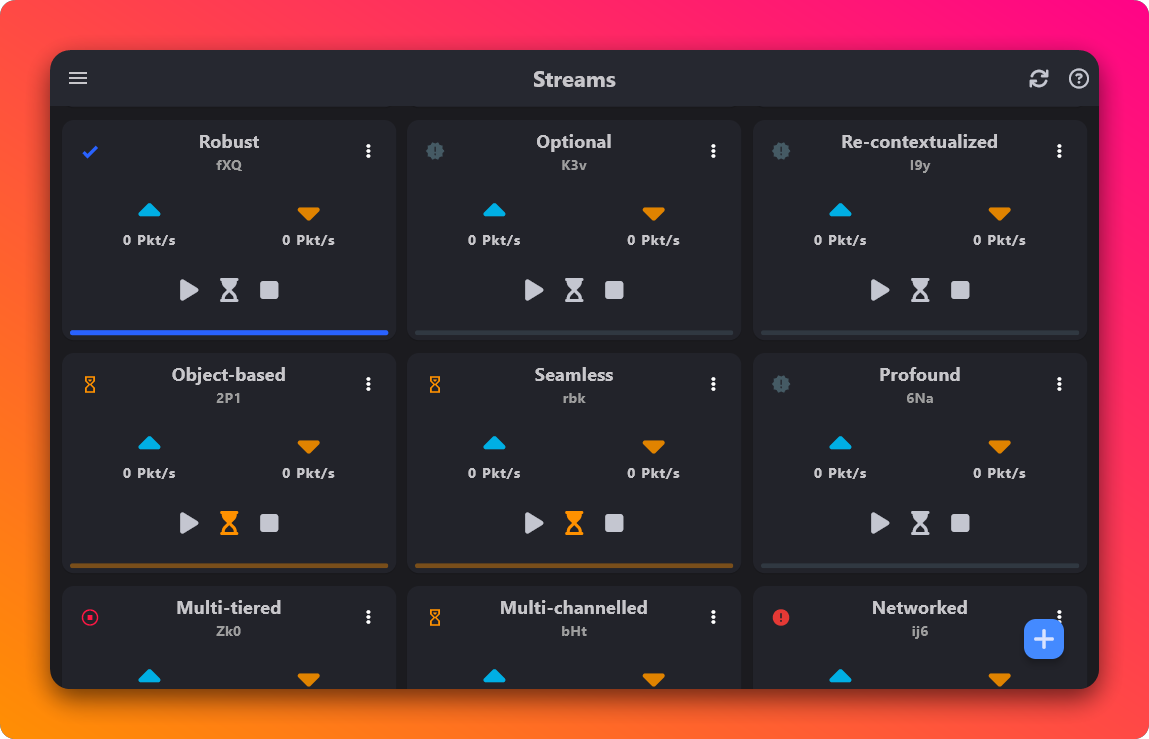 Streams
Robust
fXQ
0 Pkt/s
0 Pkt/s
Optional
K3v
0 Pkt/s
0 Pkt/s
Re-contextualized
I9y
0 Pkt/s
0 Pkt/s
Object-based
2P1
0 Pkt/s
0 Pkt/s
Seamless
rbk
0 Pkt/s
0 Pkt/s
Profound
6Na
0 Pkt/s
0 Pkt/s
Multi-tiered
Zk0
Multi-channelled
bHt
Networked
ij6